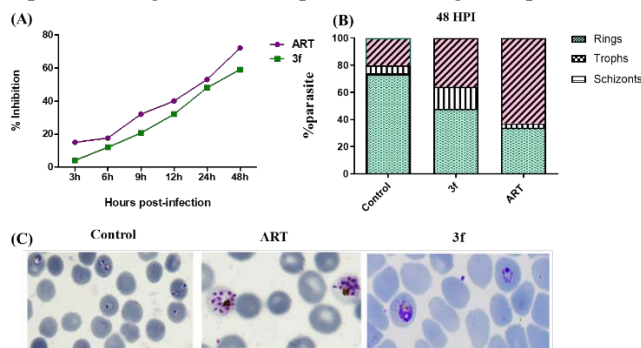 (A)
ART
3f
% Inhibition
80
60
40
20
0
3h 6h 9h 12h 24h 48h
Hours post-infection
(B)
48 HPI
%parasite
100
80
60
40
20
0
Control 3f ART
Rings
Trophs
Schizonts
(C)
Control ART 3f